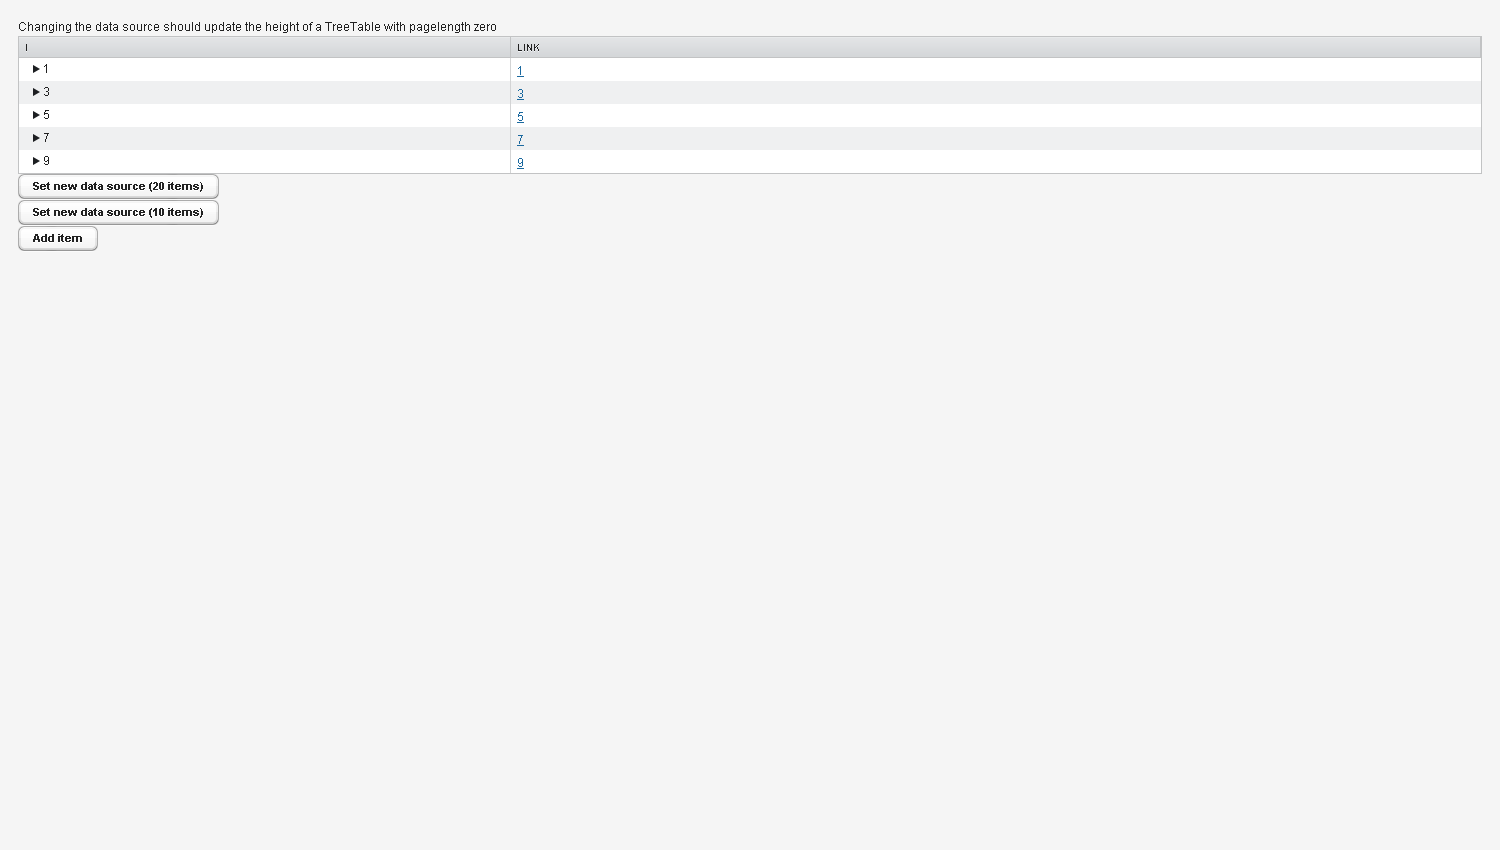 Changing the data source should update the height of a TreeTable with pagelength zero
I LINK
1 1
3 3
5 5
7 7
9 9
Set new data source (20 items)
Set new data source (10 items)
Add item